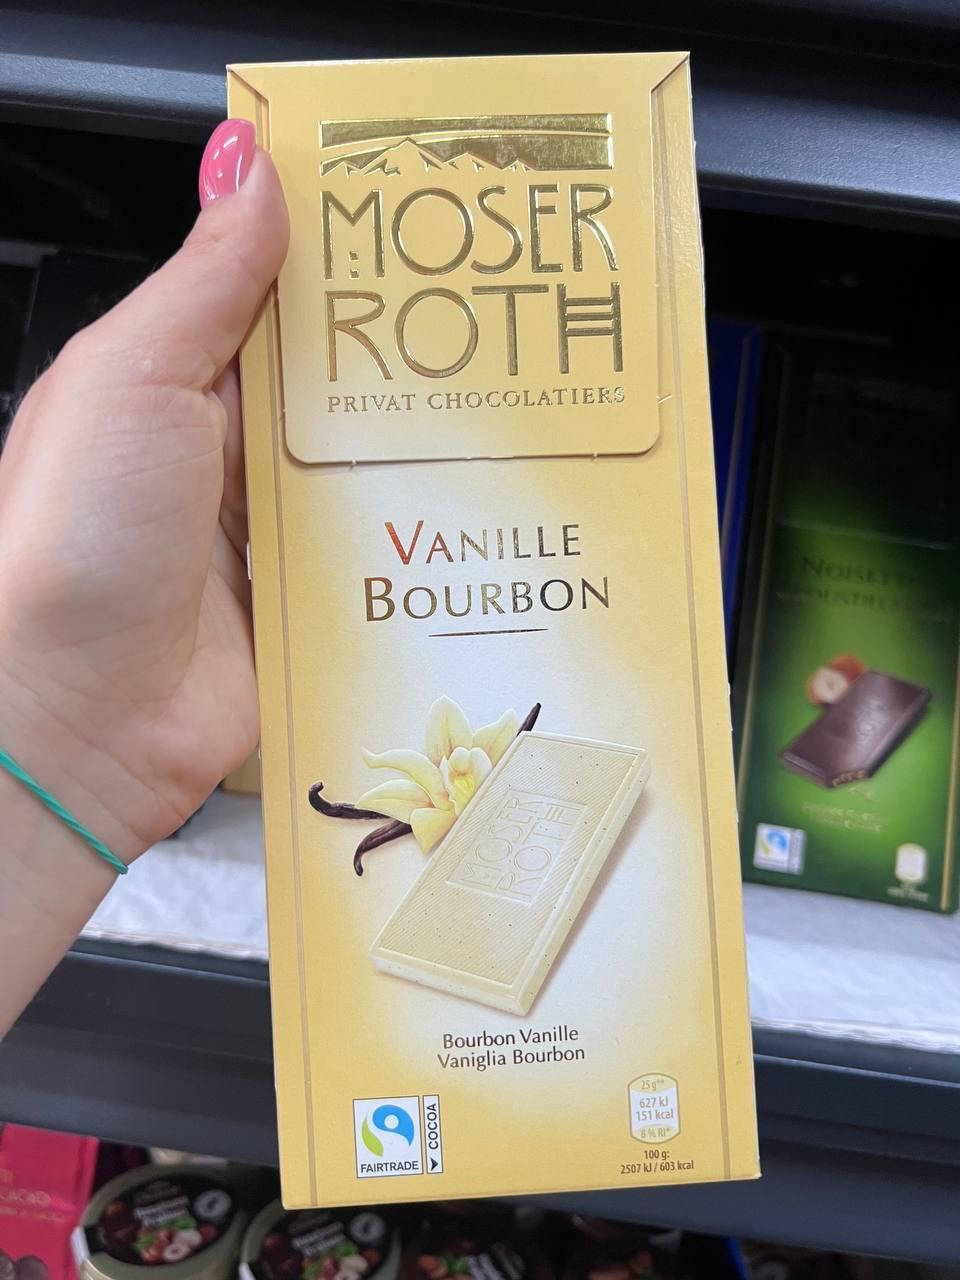 MOSER
ROTH
PRIVAT CHOCOLATIERS
VANILLE
BOURBON
MOSER
ROTH
Bourbon Vanille
Vaniglia Bourbon
FAIRTRADE
COCOA
25 g**
627 kJ
151 kcal
8 % RI*
100 g:
2507 kJ / 603 kcal